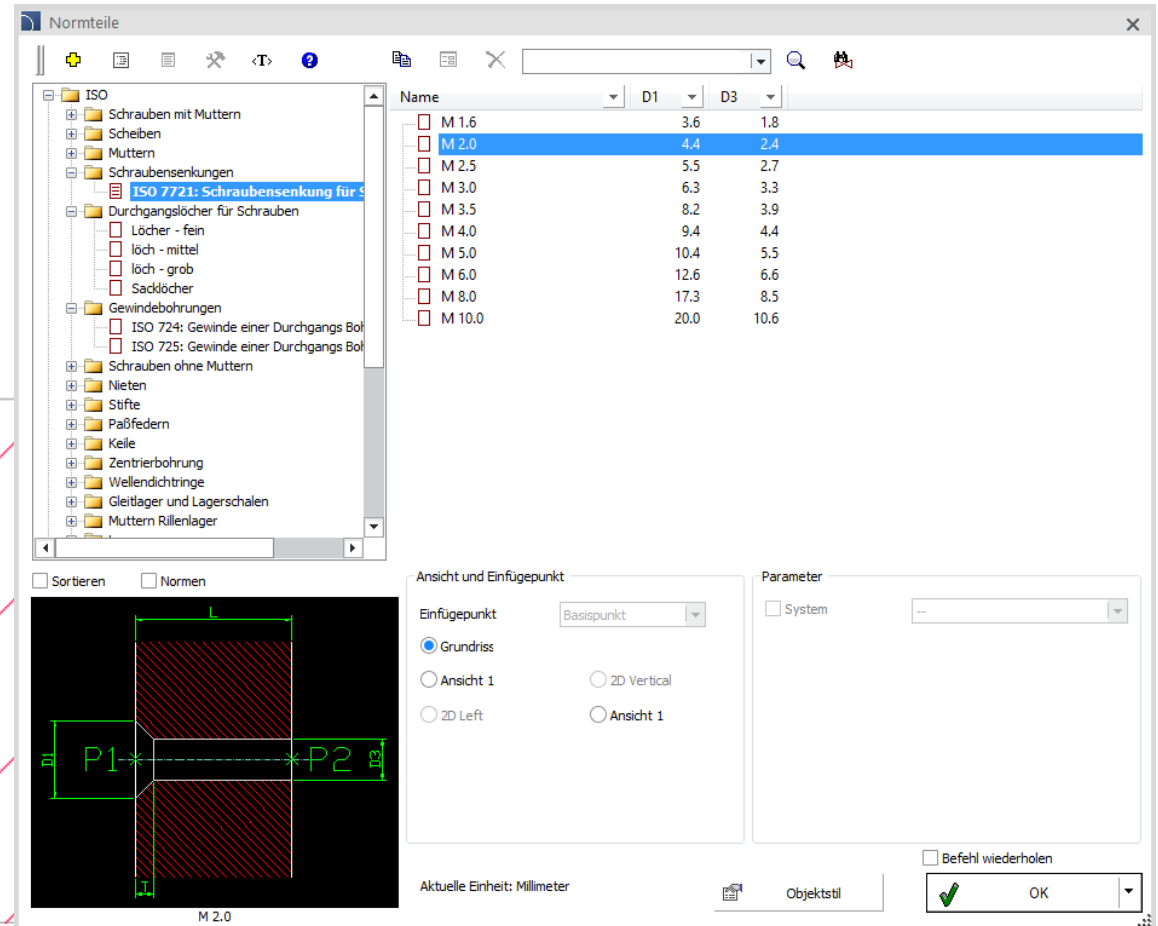 Normteile
<T>
ISO
Schrauben mit Muttern
Scheiben
Muttern
Schraubensenkungen
ISO 7721: Schraubensenkung für S
Durchgangslöcher für Schrauben
Löcher - fein
löch - mittel
löch - grob
Sacklöcher
Gewindebohrungen
ISO 724: Gewinde einer Durchgangs Boh
ISO 725: Gewinde einer Durchgangs Boh
Schrauben ohne Muttern
Nieten
Stifte
Paßfedern
Keile
Zentrierbohrung
Wellendichtringe
Gleitlager und Lagerschalen
Muttern Rillenlager
Name D1 D3
M 1.6 3.6 1.8
M 2.0 4.4 2.4
M 2.5 5.5 2.7
M 3.0 6.3 3.3
M 3.5 8.2 3.9
M 4.0 9.4 4.4
M 5.0 10.4 5.5
M 6.0 12.6 6.6
M 8.0 17.3 8.5
M 10.0 20.0 10.6
Sortieren Normen
L
D1 P1 P2 D3
T
M 2.0
Ansicht und Einfügepunkt
Einfügepunkt Basispunkt
Grundriss
Ansicht 1 2D Vertical
2D Left Ansicht 1
Parameter
System --
Befehl wiederholen
Aktuelle Einheit: Millimeter Objektstil OK